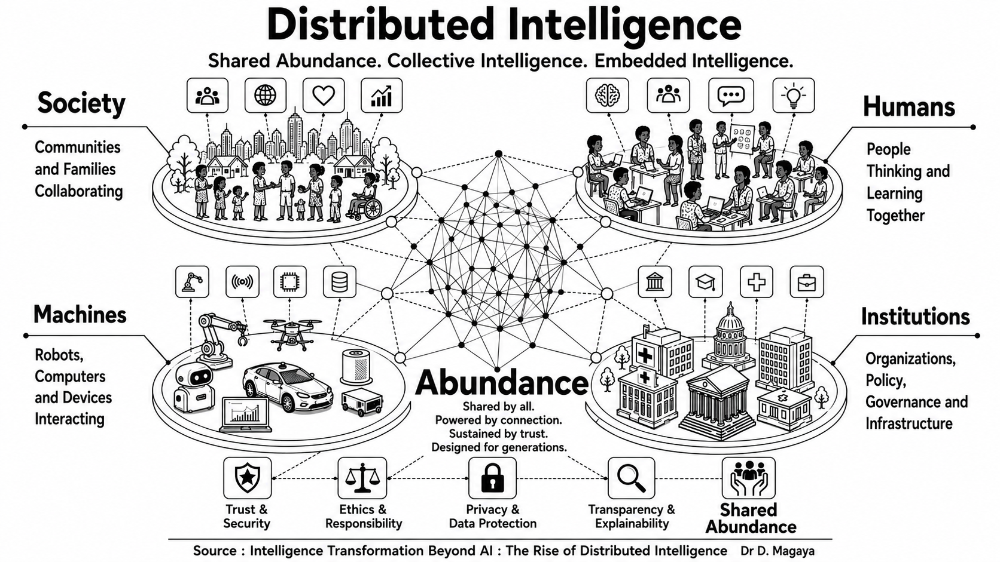 Distributed Intelligence
Shared Abundance. Collective Intelligence. Embedded Intelligence.
Society
Communities
and Families
Collaborating
Humans
People
Thinking and
Learning
Together
Machines
Robots,
Computers
and Devices
Interacting
Institutions
Organizations,
Policy,
Governance and
Infrastructure
Abundance
Shared by all.
Powered by connection.
Sustained by trust.
Designed for generations.
Trust &
Security
Ethics &
Responsibility
Privacy &
Data Protection
Transparency &
Explainability
Shared
Abundance
Source : Intelligence Transformation Beyond AI : The Rise of Distributed Intelligence Dr D. Magaya